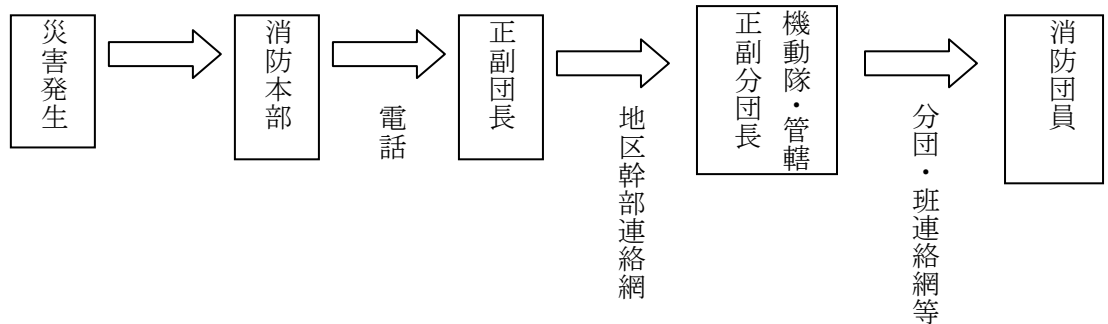 災害発生
消防本部
電話
正副団長
地区幹部連絡網
機動隊・管轄
正副分団長
分団・班連絡網等
消防団員